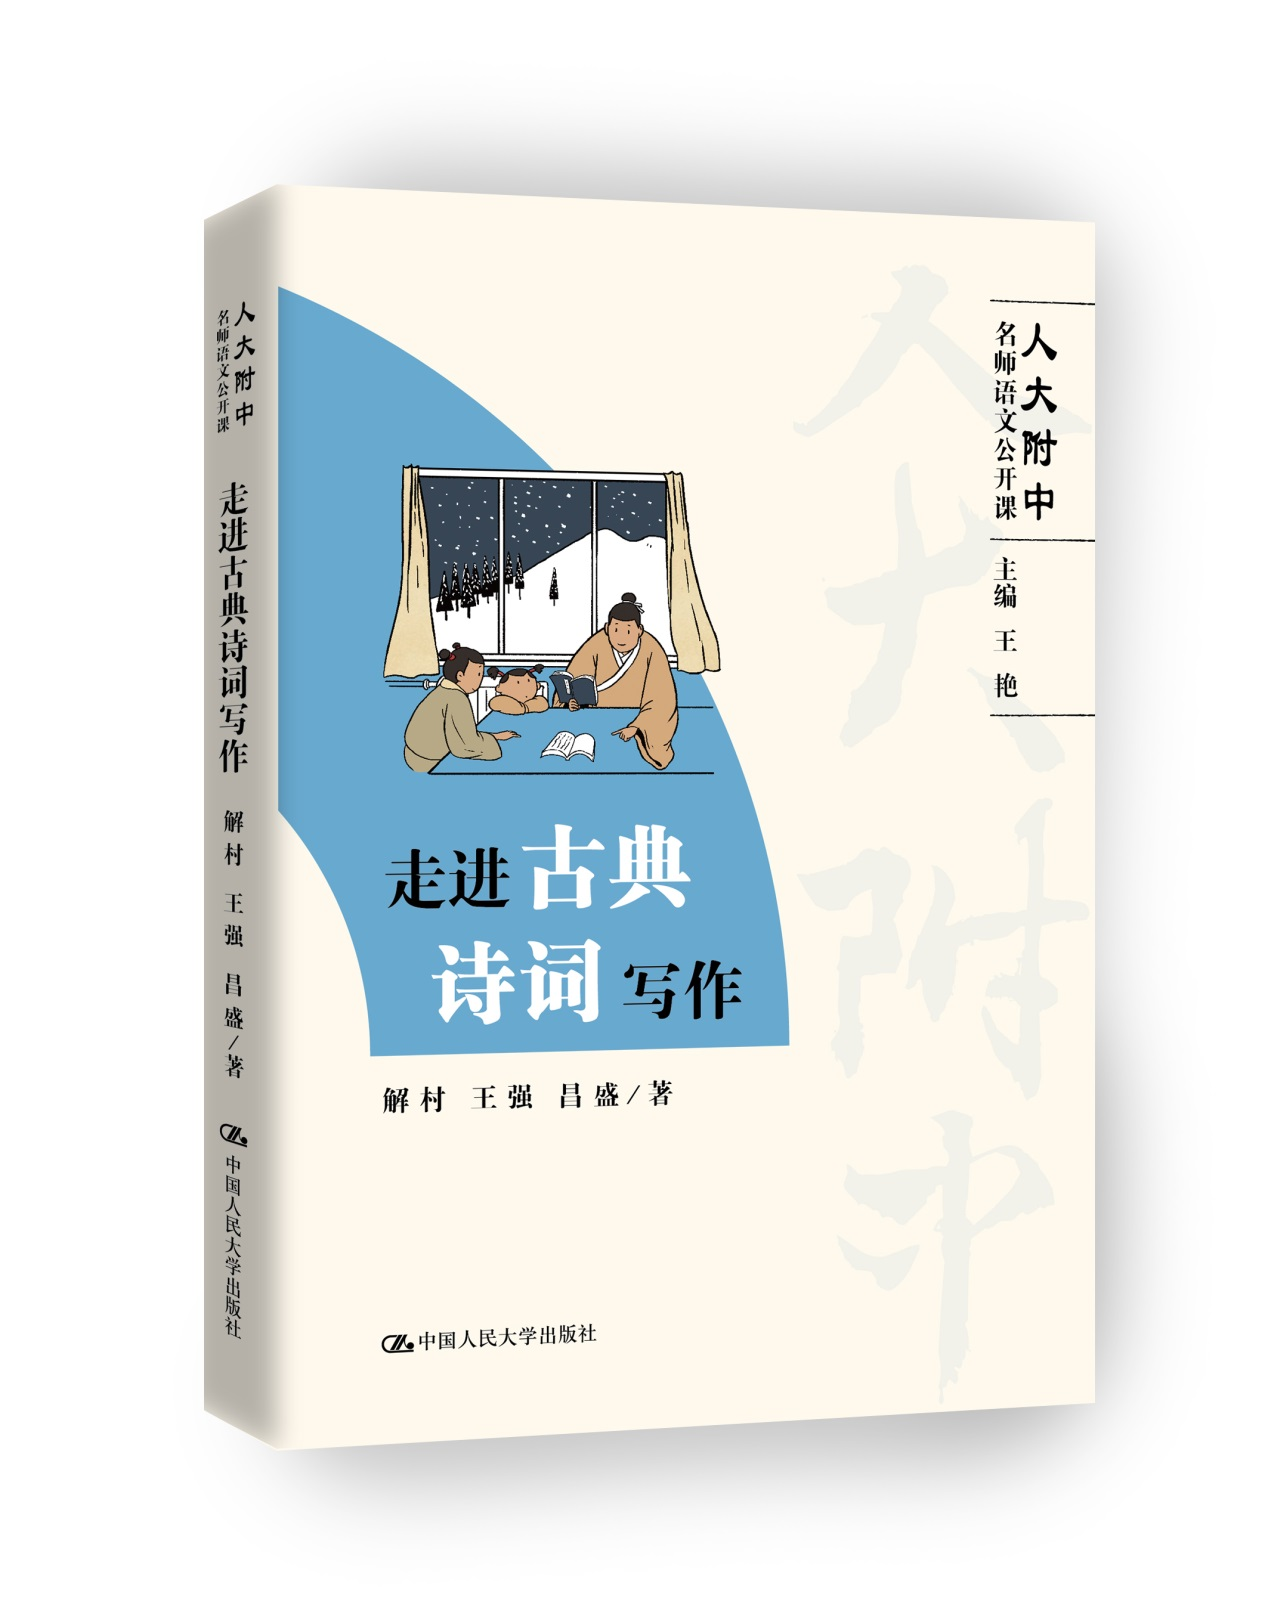 人大附中
名师语文公开课
走进古典诗词写作
解村 王强 昌盛/著
中国人民大学出版社
人大附中
名师语文公开课
主编 王艳
人大附中
走进古典
诗词写作
解村 王强 昌盛/著
中国人民大学出版社